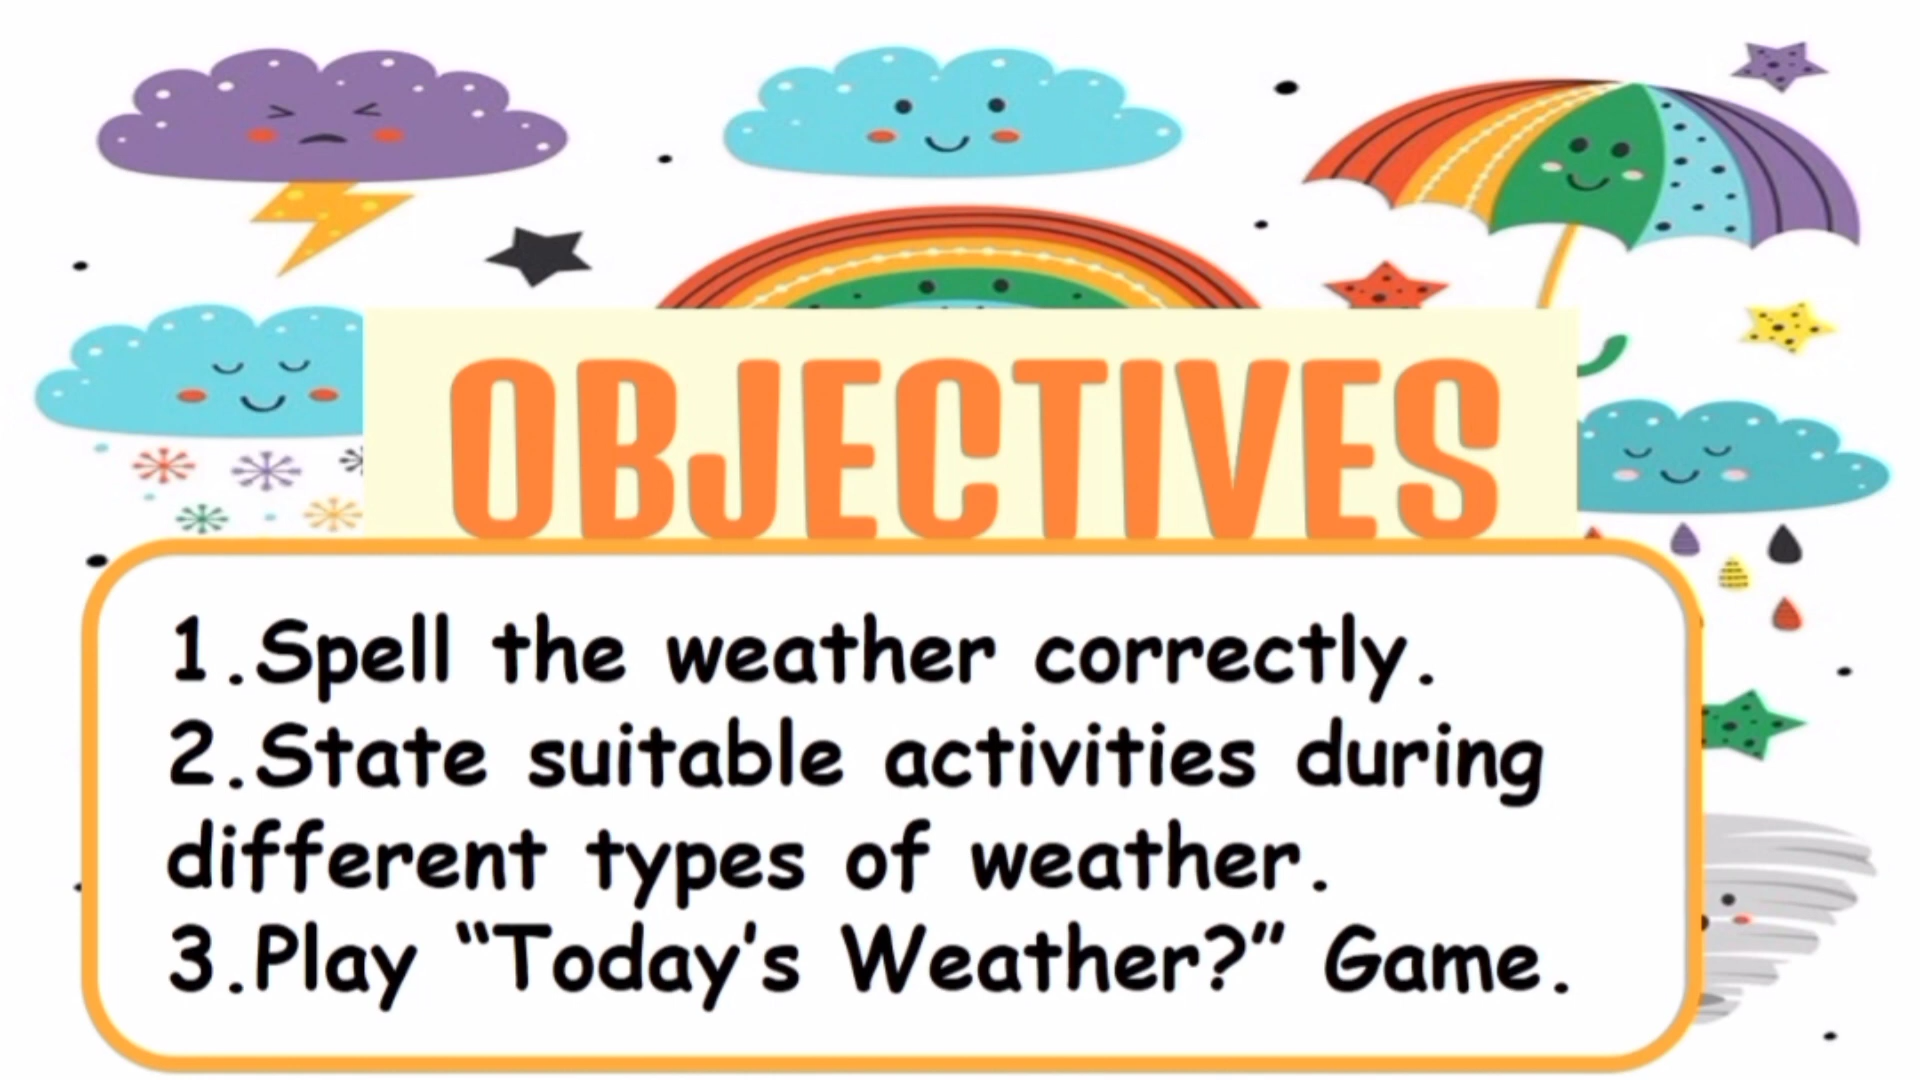 OBJECTIVES
1.Spell the weather correctly.
2.State suitable activities during
different types of weather.
3.Play “Today’s Weather?” Game.